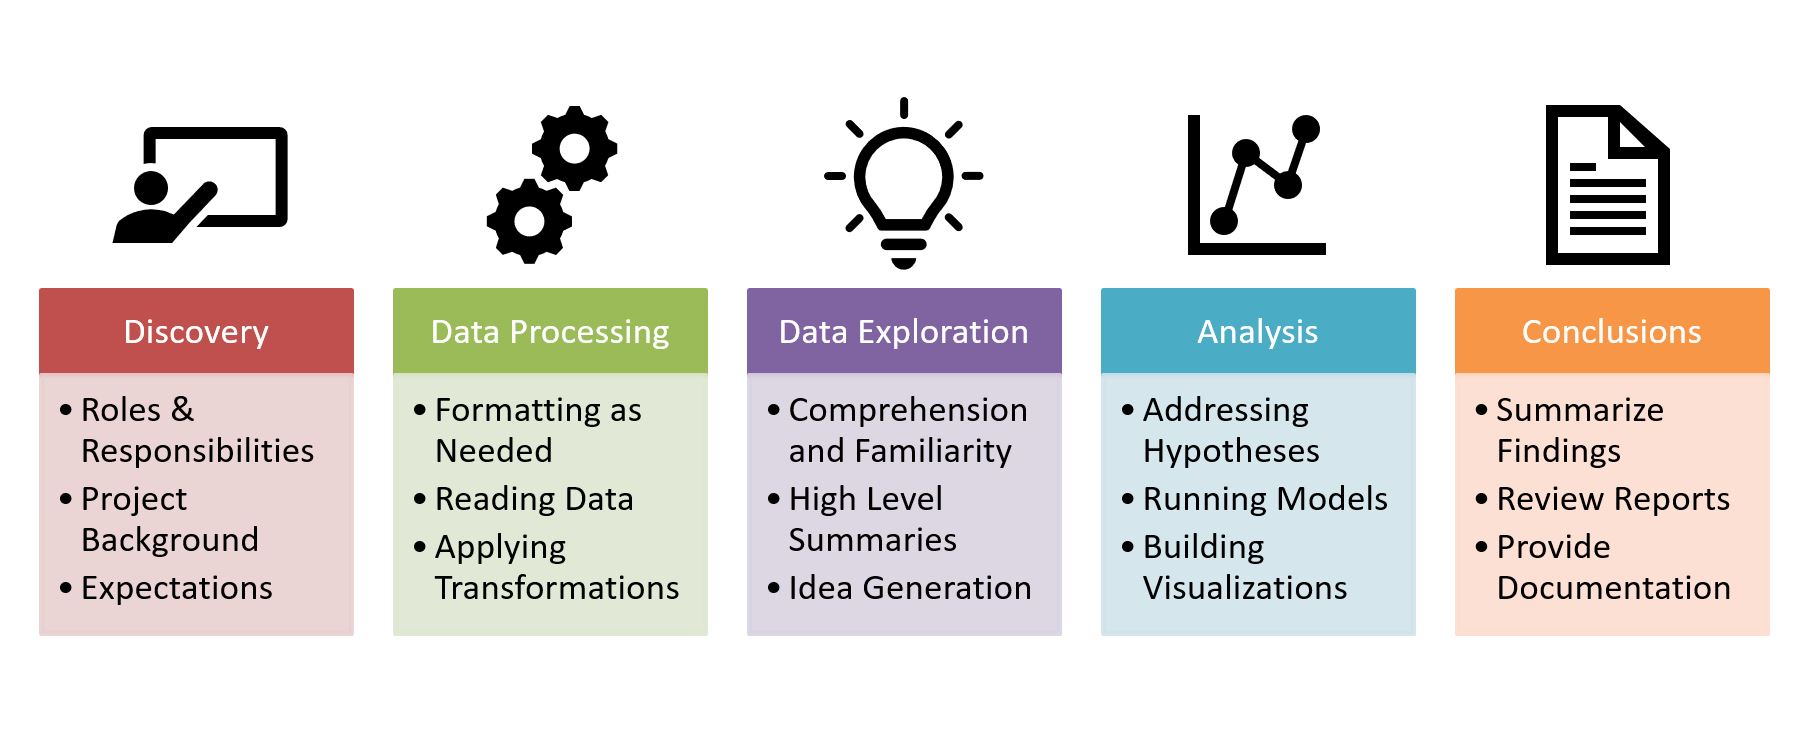 Discovery
• Roles &
Responsibilities
• Project
Background
• Expectations
Data Processing
• Formatting as
Needed
• Reading Data
• Applying
Transformations
Data Exploration
• Comprehension
and Familiarity
• High Level
Summaries
• Idea Generation
Analysis
• Addressing
Hypotheses
• Running Models
• Building
Visualizations
Conclusions
• Summarize
Findings
• Review Reports
• Provide
Documentation